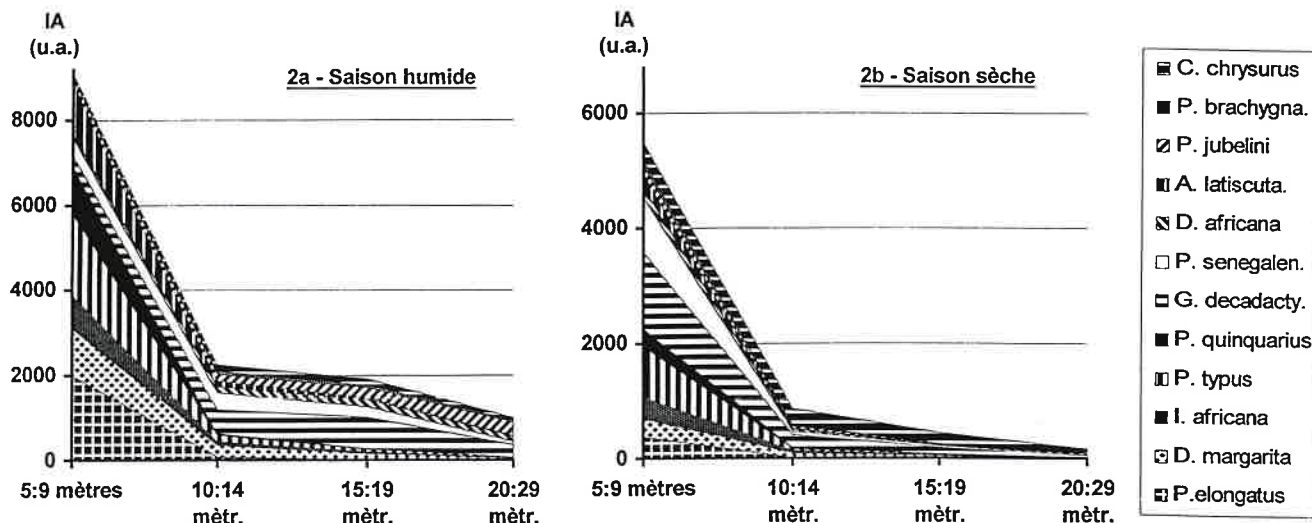 IA
(u.a.)
2a - Saison humide
8000
6000
4000
2000
0
5:9 mètres
10:14
mètr.
15:19
mètr.
20:29
mètr.
IA
(u.a.)
2b - Saison sèche
6000
4000
2000
0
5:9 mètres
10:14
mètr.
15:19
mètr.
20:29
mètr.
C. chrysurus
P. brachygna.
P. jubelini
A. latiscuta.
D. africana
P. senegalen.
G. decadacty.
P. quinquarius
P. typus
I. africana
D. margarita
P.elongatus